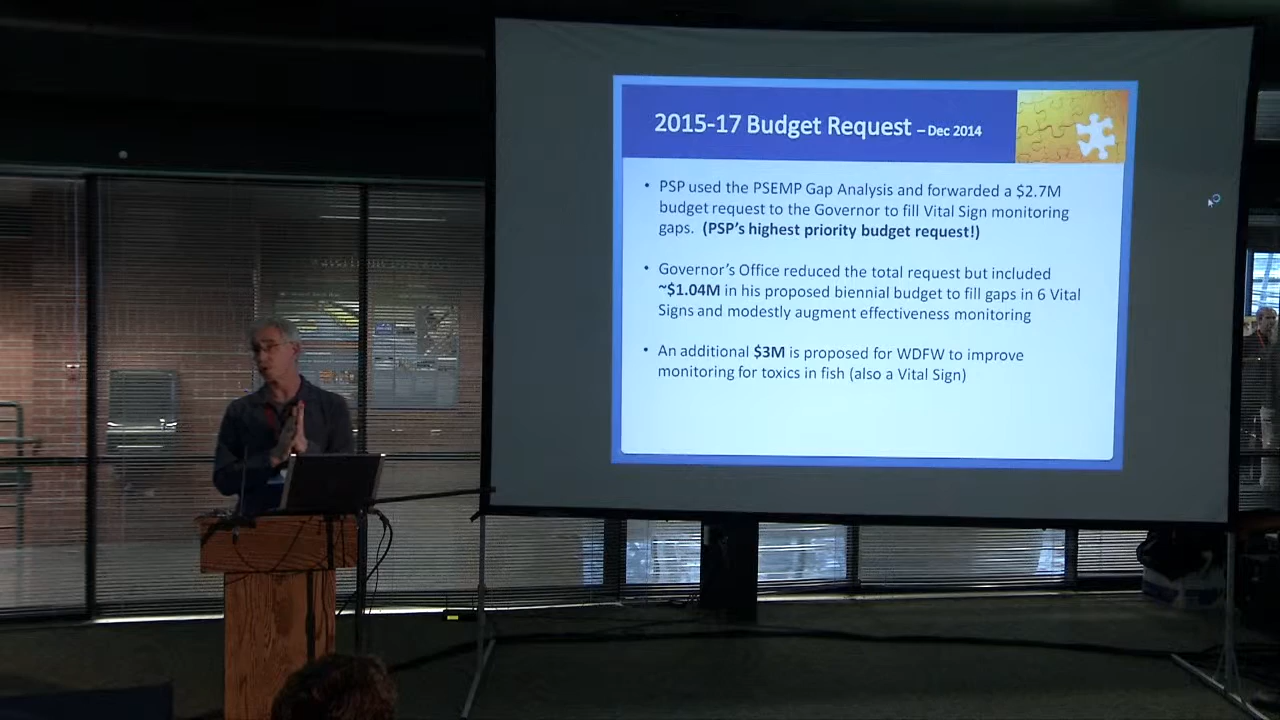 2015-17 Budget Request – Dec 2014
• PSP used the PSEMP Gap Analysis and forwarded a $2.7M
budget request to the Governor to fill Vital Sign monitoring
gaps. (PSP's highest priority budget request!)
• Governor's Office reduced the total request but included
~$1.04M in his proposed biennial budget to fill gaps in 6 Vital
Signs and modestly augment effectiveness monitoring
• An additional $3M is proposed for WDFW to improve
monitoring for toxics in fish (also a Vital Sign)